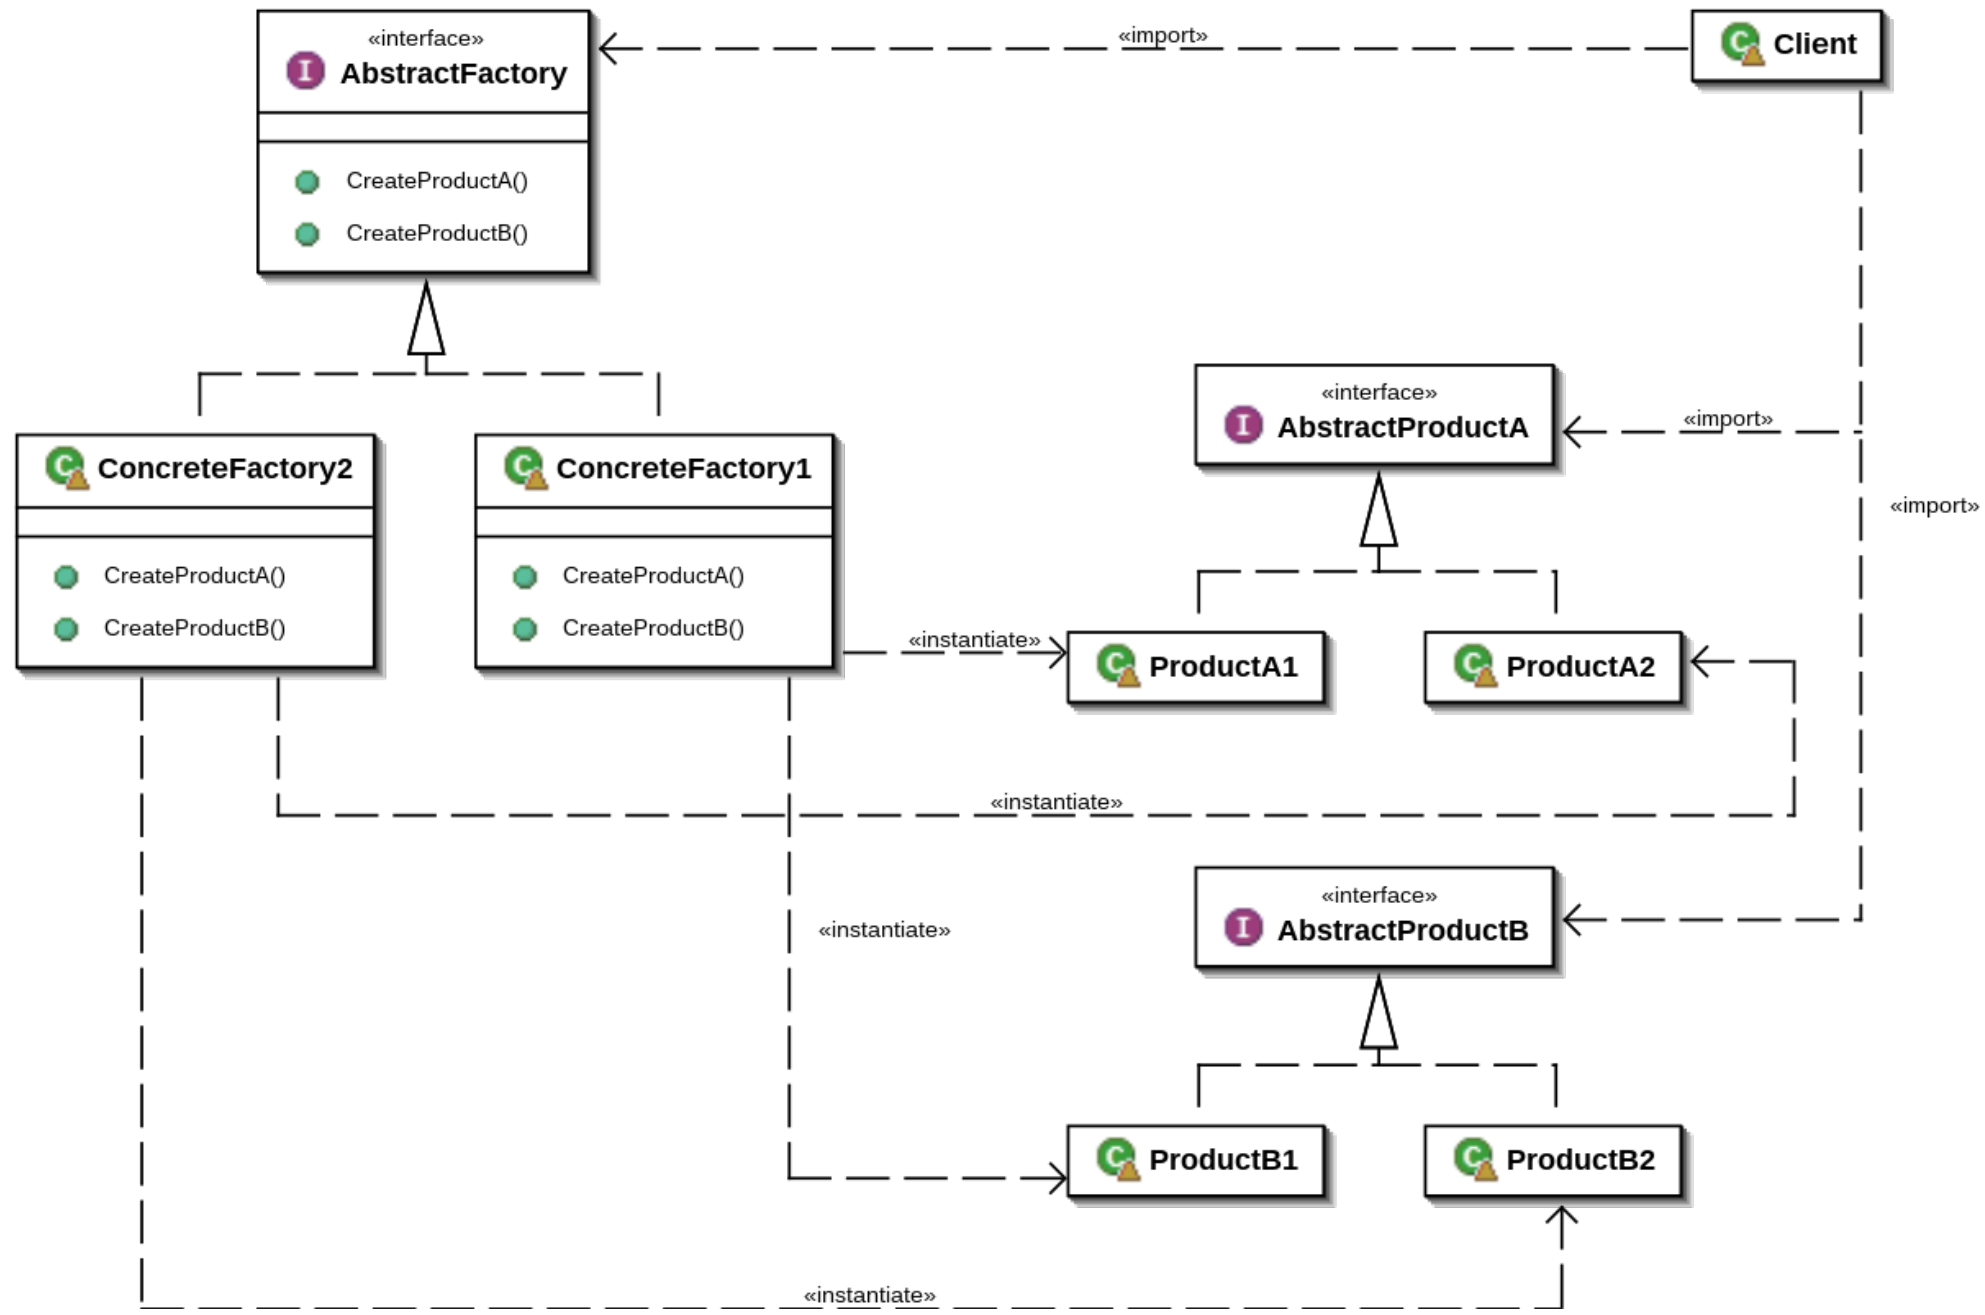 «interface»
AbstractFactory
CreateProductA()
CreateProductB()
«import»
Client
ConcreteFactory2
CreateProductA()
CreateProductB()
ConcreteFactory1
CreateProductA()
CreateProductB()
«interface»
AbstractProductA
«import»
«import»
«instantiate»
ProductA1
ProductA2
«instantiate»
«interface»
AbstractProductB
«instantiate»
ProductB1
ProductB2
«instantiate»